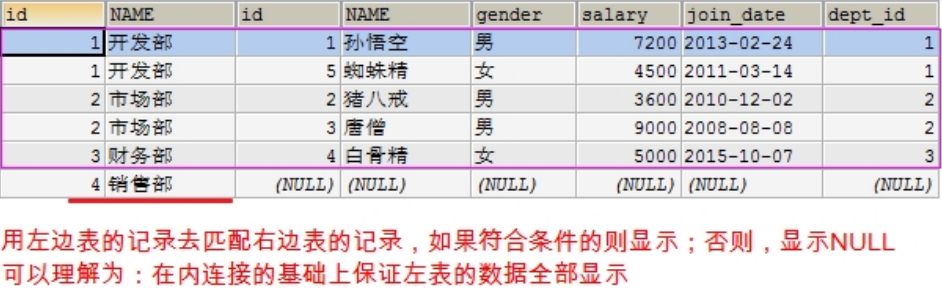 id NAME id NAME gender salary join_date dept_id
1 开发部 1 孙悟空 男 7200 2013-02-24 1
1 开发部 5 蜘蛛精 女 4500 2011-03-14 1
2 市场部 2 猪八戒 男 3600 2010-12-02 2
2 市场部 3 唐僧 男 9000 2008-08-08 2
3 财务部 4 白骨精 女 5000 2015-10-07 3
4 销售部 (NULL) (NULL) (NULL) (NULL) (NULL) (NULL)
用左边表的记录去匹配右边表的记录，如果符合条件的则显示；否则，显示NULL
可以理解为：在内连接的基础上保证左表的数据全部显示